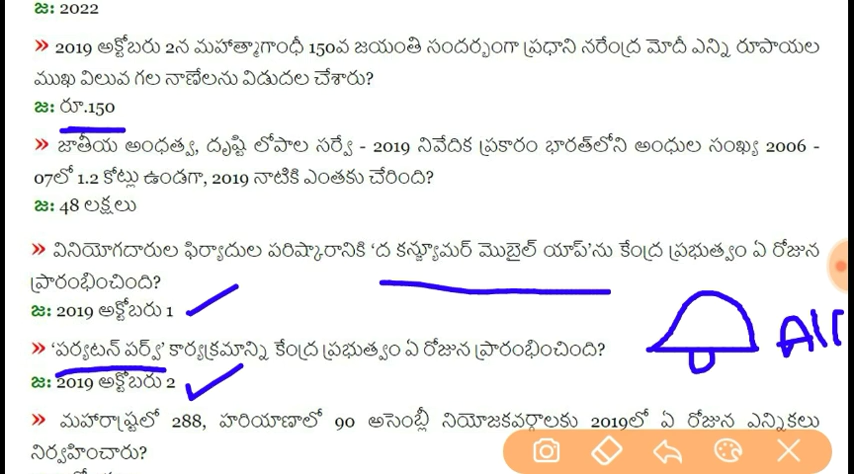 జ: 2022
» 2019 అక్టోబరు 2న మహాత్మాగాంధీ 150వ జయంతి సందర్భంగా ప్రధాని నరేంద్ర మోదీ ఎన్ని రూపాయల
ముఖ విలువ గల నాణేలను విడుదల చేశారు?
జ: రూ.150
» జాతీయ అంధత్వ, దృష్టి లోపాల సర్వే - 2019 నివేదిక ప్రకారం భారత్‌లోని అంధుల సంఖ్య 2006 -
07లో 1.2 కోట్లు ఉండగా, 2019 నాటికి ఎంతకు చేరింది?
జ: 48 లక్షలు
» వినియోగదారుల ఫిర్యాదుల పరిష్కారానికి 'ద కన్జ్యూమర్ మొబైల్ యాప్'ను కేంద్ర ప్రభుత్వం ఏ రోజున
ప్రారంభించింది?
జ: 2019 అక్టోబరు 1
» 'పర్యటన్ పర్వ్' కార్యక్రమాన్ని కేంద్ర ప్రభుత్వం ఏ రోజున ప్రారంభించింది?
జ: 2019 అక్టోబరు 2
» మహారాష్ట్రలో 288, హరియాణాలో 90 అసెంబ్లీ నియోజకవర్గాలకు 2019లో ఏ రోజున ఎన్నికలు
నిర్వహించారు?